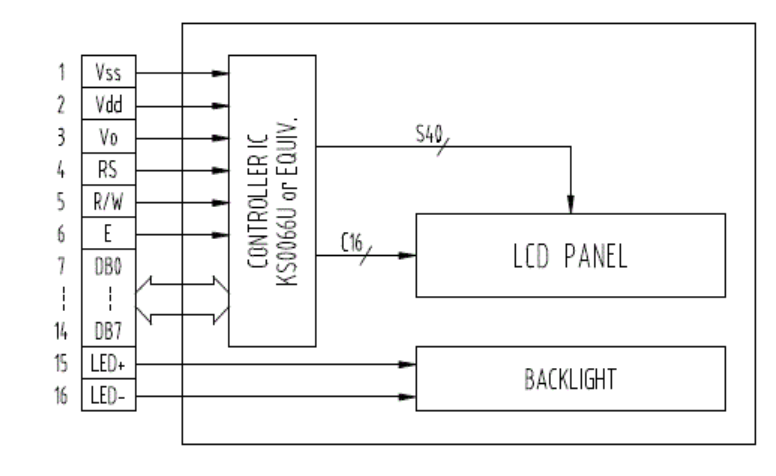 1 Vss
2 Vdd
3 Vo
4 RS
5 R/W
6 E
7 DB0
14 DB7
15 LED+
16 LED-
CONTROLLER IC
KS0066U or EQUIV.
S40
C16
LCD PANEL
BACKLIGHT